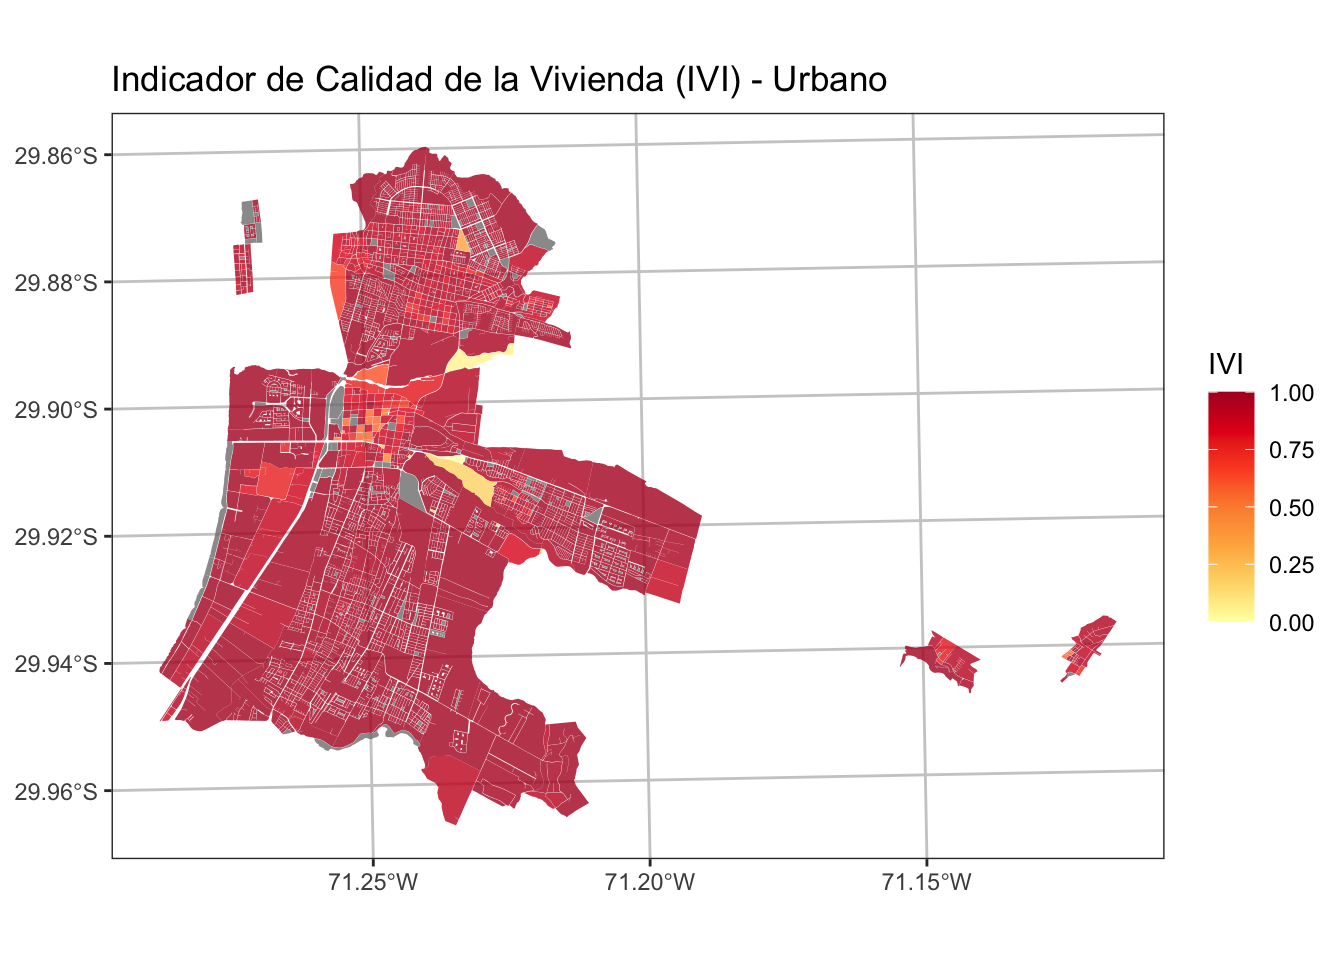 Indicador de Calidad de la Vivienda (IVI) - Urbano
29.86°S
29.88°S
29.90°S
29.92°S
29.94°S
29.96°S
71.25°W
71.20°W
71.15°W
IVI
1.00
0.75
0.50
0.25
0.00